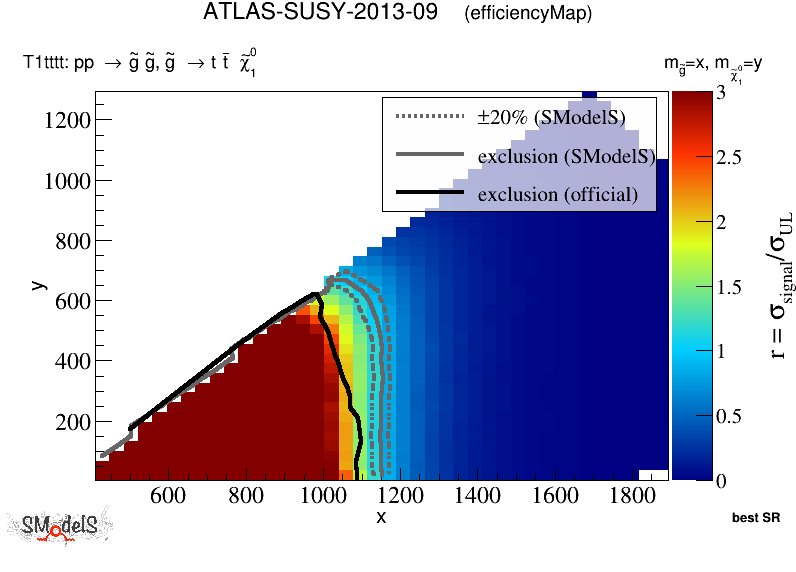 ATLAS-SUSY-2013-09 (efficiencyMap)
T1tttt: pp → g̃ g̃, g̃ → t t̄ χ̃⁰₁
m_g̃=x, m_χ̃⁰₁=y
±20% (SModelS)
exclusion (SModelS)
exclusion (official)
1200
1000
800
600
400
200
y
600 800 1000 1200 1400 1600 1800
x
3
2.5
2
1.5
1
0.5
0
r = σ_signal/σ_UL
best SR
SModelS